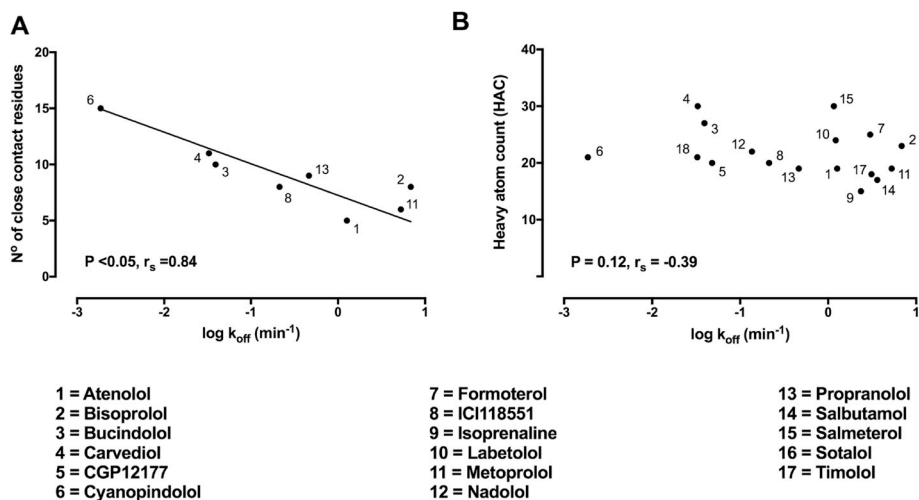 A
B
20
15
10
5
0
Nº of close contact residues
6
4
3
8
13
1
2
11
P <0.05, rs =0.84
-3
-2
-1
0
1
log koff (min-1)
40
30
20
10
Heavy atom count (HAC)
6
4
3
18
5
12
8
13
15
10
1
7
17
9
14
11
2
P = 0.12, rs = -0.39
-3
-2
-1
0
1
log koff (min-1)
1 = Atenolol
2 = Bisoprolol
3 = Bucindolol
4 = Carvediol
5 = CGP12177
6 = Cyanopindolol
7 = Formoterol
8 = ICI118551
9 = Isoprenaline
10 = Labetolol
11 = Metoprolol
12 = Nadolol
13 = Propranolol
14 = Salbutamol
15 = Salmeterol
16 = Sotalol
17 = Timolol